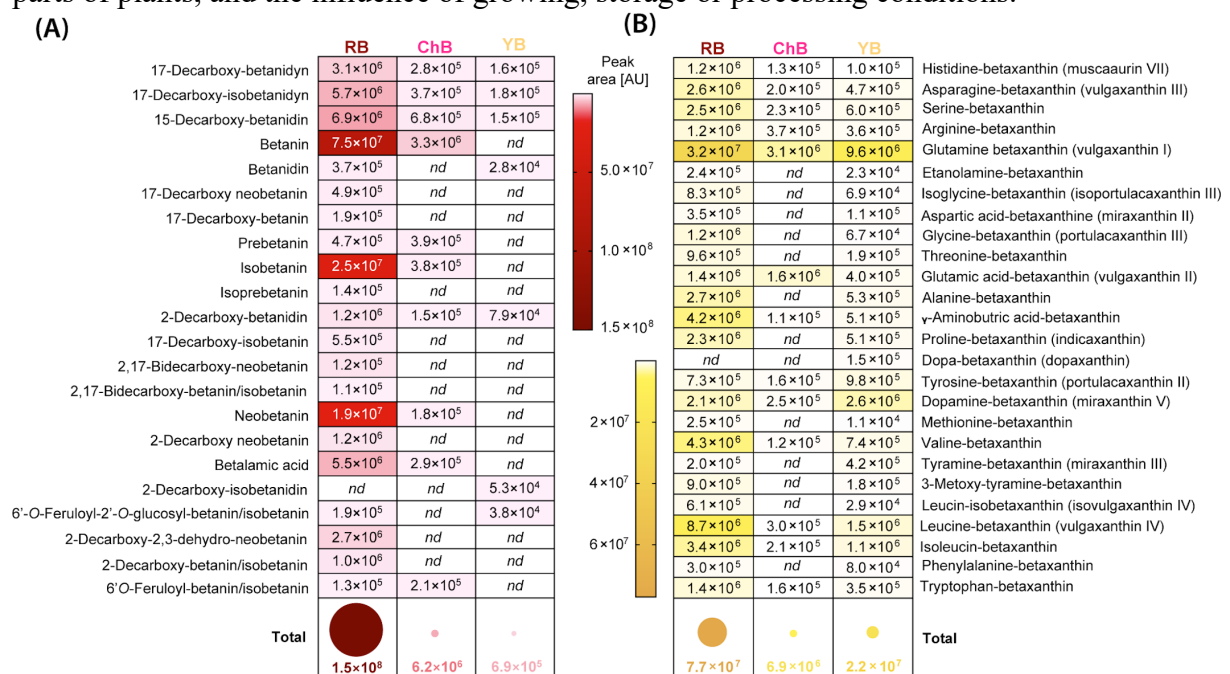 parts of plants, and the influence of growing, storage or processing conditions.
(A)
RB ChB YB
17-Decarboxy-betanidyn 3.1×10⁶ 2.8×10⁵ 1.6×10⁵
17-Decarboxy-isobetanidyn 5.7×10⁶ 3.7×10⁵ 1.8×10⁵
15-Decarboxy-betanidin 6.9×10⁶ 6.8×10⁵ 1.5×10⁵
Betanin 7.5×10⁷ 3.3×10⁶ nd
Betanidin 3.7×10⁵ nd 2.8×10⁴
17-Decarboxy neobetanin 4.9×10⁵ nd nd
17-Decarboxy-betanin 1.9×10⁵ nd nd
Prebetanin 4.7×10⁵ 3.9×10⁵ nd
Isobetanin 2.5×10⁷ 3.8×10⁵ nd
Isoprebetanin 1.4×10⁵ nd nd
2-Decarboxy-betanidin 1.2×10⁶ 1.5×10⁵ 7.9×10⁴
17-Decarboxy-isobetanin 5.5×10⁵ nd nd
2,17-Bidecarboxy-neobetanin 1.2×10⁵ nd nd
2,17-Bidecarboxy-betanin/isobetanin 1.1×10⁵ nd nd
Neobetanin 1.9×10⁷ 1.8×10⁵ nd
2-Decarboxy neobetanin 1.2×10⁶ nd nd
Betalamic acid 5.5×10⁶ 2.9×10⁵ nd
2-Decarboxy-isobetanidin nd nd 5.3×10⁴
6'-O-Feruloyl-2'-O-glucosyl-betanin/isobetanin 1.9×10⁵ nd 3.8×10⁴
2-Decarboxy-2,3-dehydro-neobetanin 2.7×10⁶ nd nd
2-Decarboxy-betanin/isobetanin 1.0×10⁶ nd nd
6'O-Feruloyl-betanin/isobetanin 1.3×10⁵ 2.1×10⁵ nd
Total
1.5×10⁸ 6.2×10⁶ 6.9×10⁵
Peak
area [AU]
5.0×10⁷
1.0×10⁸
1.5×10⁸
2×10⁷
4×10⁷
6×10⁷
(B)
RB ChB YB
1.2×10⁶ 1.3×10⁵ 1.0×10⁵ Histidine-betaxanthin (muscaaurin VII)
2.6×10⁶ 2.0×10⁵ 4.7×10⁵ Asparagine-betaxanthin (vulgaxanthin III)
2.5×10⁶ 2.3×10⁵ 6.0×10⁵ Serine-betaxanthin
1.2×10⁶ 3.7×10⁵ 3.6×10⁵ Arginine-betaxanthin
3.2×10⁷ 3.1×10⁶ 9.6×10⁶ Glutamine betaxanthin (vulgaxanthin I)
2.4×10⁵ nd 2.3×10⁴ Etanolamine-betaxanthin
8.3×10⁵ nd 6.9×10⁴ Isoglycine-betaxanthin (isoportulacaxanthin III)
3.5×10⁵ nd 1.1×10⁵ Aspartic acid-betaxanthine (miraxanthin II)
1.2×10⁶ nd 6.7×10⁴ Glycine-betaxanthin (portulacaxanthin III)
9.6×10⁵ nd 1.9×10⁵ Threonine-betaxanthin
1.4×10⁶ 1.6×10⁶ 4.0×10⁵ Glutamic acid-betaxanthin (vulgaxanthin II)
2.7×10⁶ nd 5.3×10⁵ Alanine-betaxanthin
4.2×10⁶ 1.1×10⁵ 5.1×10⁵ γ-Aminobutric acid-betaxanthin
2.3×10⁶ nd 5.1×10⁵ Proline-betaxanthin (indicaxanthin)
nd nd 1.5×10⁵ Dopa-betaxanthin (dopaxanthin)
7.3×10⁵ 1.6×10⁵ 9.8×10⁵ Tyrosine-betaxanthin (portulacaxanthin II)
2.1×10⁶ 2.5×10⁵ 2.6×10⁶ Dopamine-betaxanthin (miraxanthin V)
2.5×10⁵ nd 1.1×10⁴ Methionine-betaxanthin
4.3×10⁶ 1.2×10⁵ 7.4×10⁵ Valine-betaxanthin
2.0×10⁵ nd 4.2×10⁵ Tyramine-betaxanthin (miraxanthin III)
9.0×10⁵ nd 1.8×10⁵ 3-Metoxy-tyramine-betaxanthin
6.1×10⁵ nd 2.9×10⁴ Leucin-isobetaxanthin (isovulgaxanthin IV)
8.7×10⁶ 3.0×10⁵ 1.5×10⁶ Leucine-betaxanthin (vulgaxanthin IV)
3.4×10⁶ 2.1×10⁵ 1.1×10⁶ Isoleucin-betaxanthin
3.0×10⁵ nd 8.0×10⁴ Phenylalanine-betaxanthin
1.4×10⁶ 1.6×10⁵ 3.5×10⁵ Tryptophan-betaxanthin
Total
7.7×10⁷ 6.9×10⁶ 2.2×10⁷